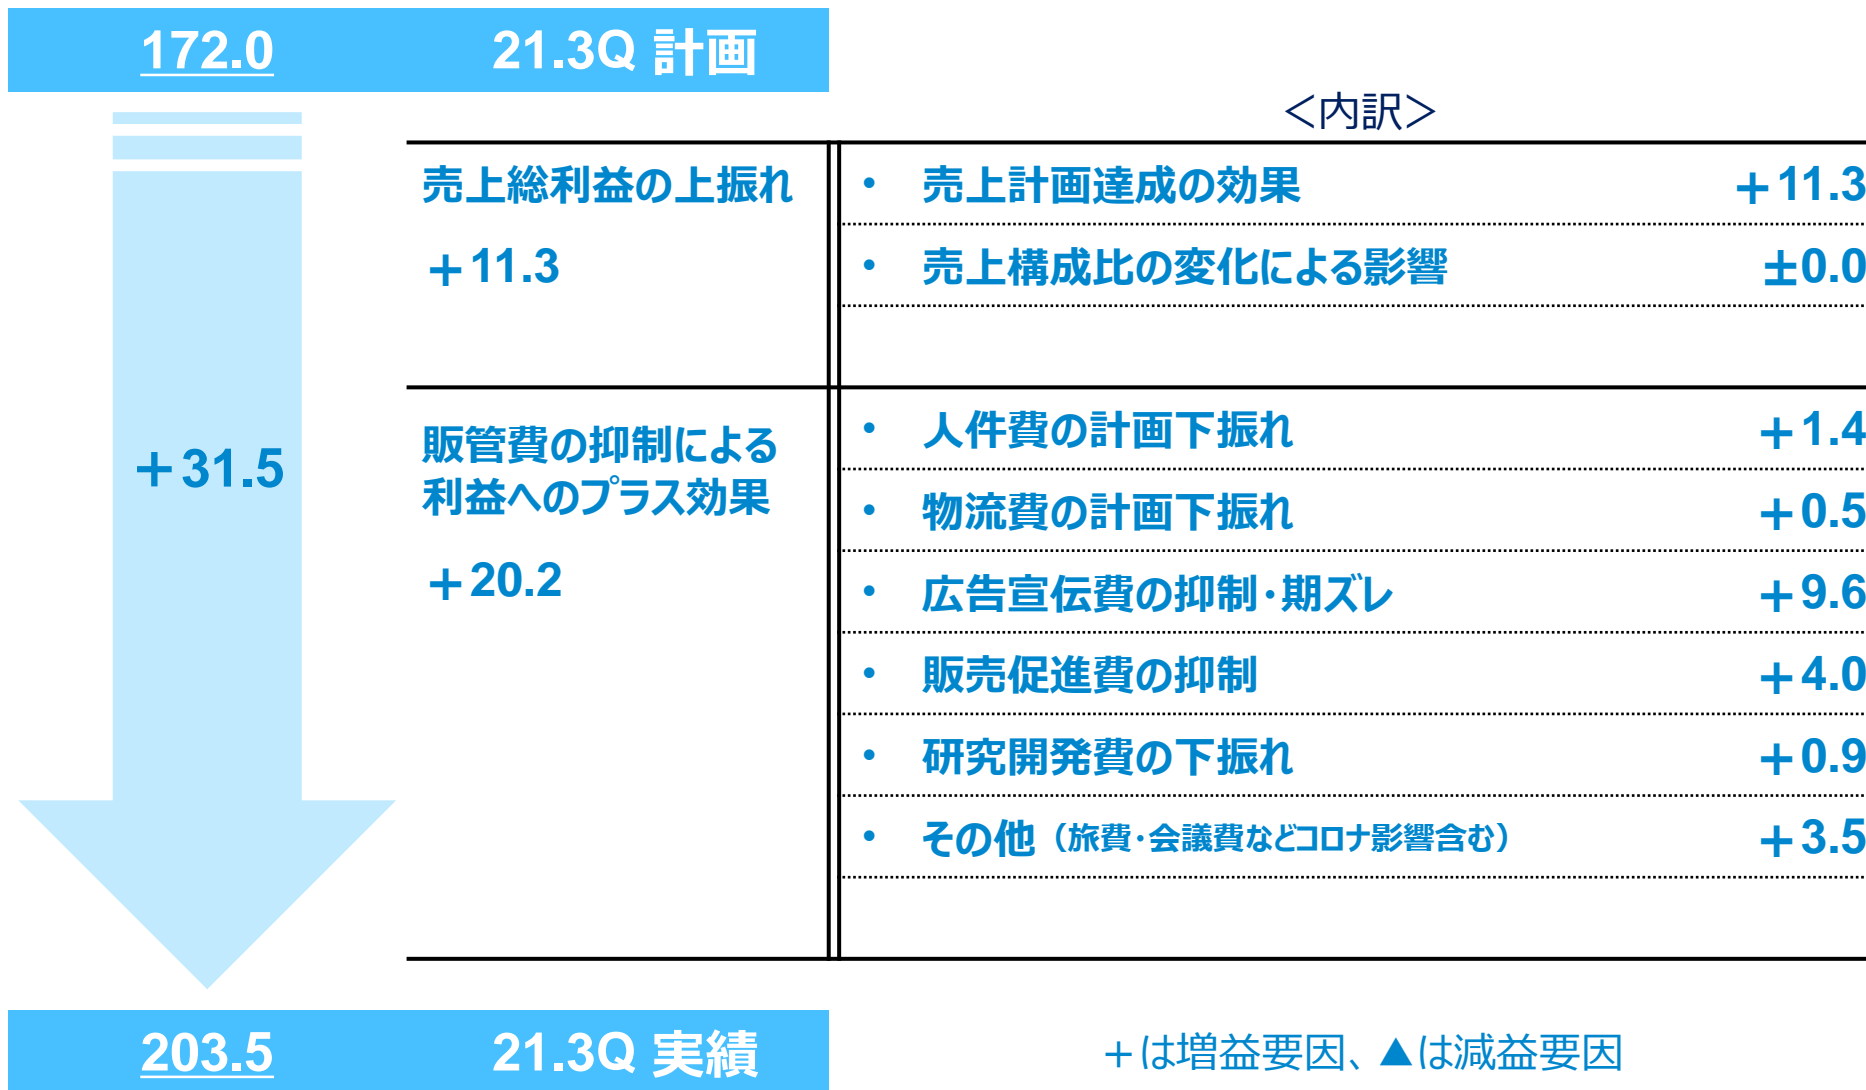 172.0 21.3Q 計画
＜内訳＞
売上総利益の上振れ
＋11.3
• 売上計画達成の効果 ＋11.3
• 売上構成比の変化による影響 ±0.0
＋31.5
販管費の抑制による
利益へのプラス効果
＋20.2
• 人件費の計画下振れ ＋1.4
• 物流費の計画下振れ ＋0.5
• 広告宣伝費の抑制・期ズレ ＋9.6
• 販売促進費の抑制 ＋4.0
• 研究開発費の下振れ ＋0.9
• その他（旅費・会議費などコロナ影響含む） ＋3.5
203.5 21.3Q 実績
＋は増益要因、▲は減益要因